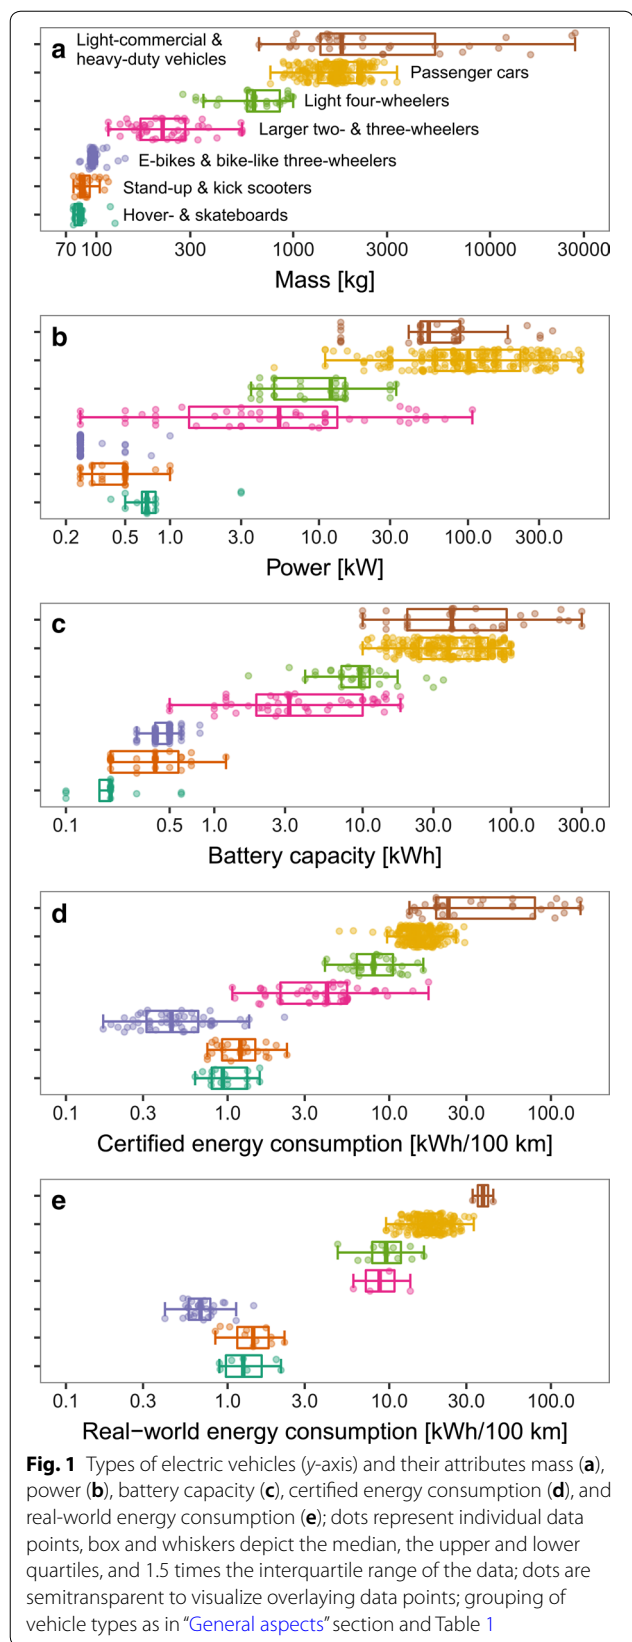 a
Light-commercial &
heavy-duty vehicles
Passenger cars
Light four-wheelers
Larger two- & three-wheelers
E-bikes & bike-like three-wheelers
Stand-up & kick scooters
Hover- & skateboards
70 100 300 1000 3000 10000 30000
Mass [kg]
b
0.2 0.5 1.0 3.0 10.0 30.0 100.0 300.0
Power [kW]
c
0.1 0.5 1.0 3.0 10.0 30.0 100.0 300.0
Battery capacity [kWh]
d
0.1 0.3 1.0 3.0 10.0 30.0 100.0
Certified energy consumption [kWh/100 km]
e
0.1 0.3 1.0 3.0 10.0 30.0 100.0
Real−world energy consumption [kWh/100 km]
Fig. 1 Types of electric vehicles (y-axis) and their attributes mass (a),
power (b), battery capacity (c), certified energy consumption (d), and
real-world energy consumption (e); dots represent individual data
points, box and whiskers depict the median, the upper and lower
quartiles, and 1.5 times the interquartile range of the data; dots are
semitransparent to visualize overlaying data points; grouping of
vehicle types as in “General aspects” section and Table 1